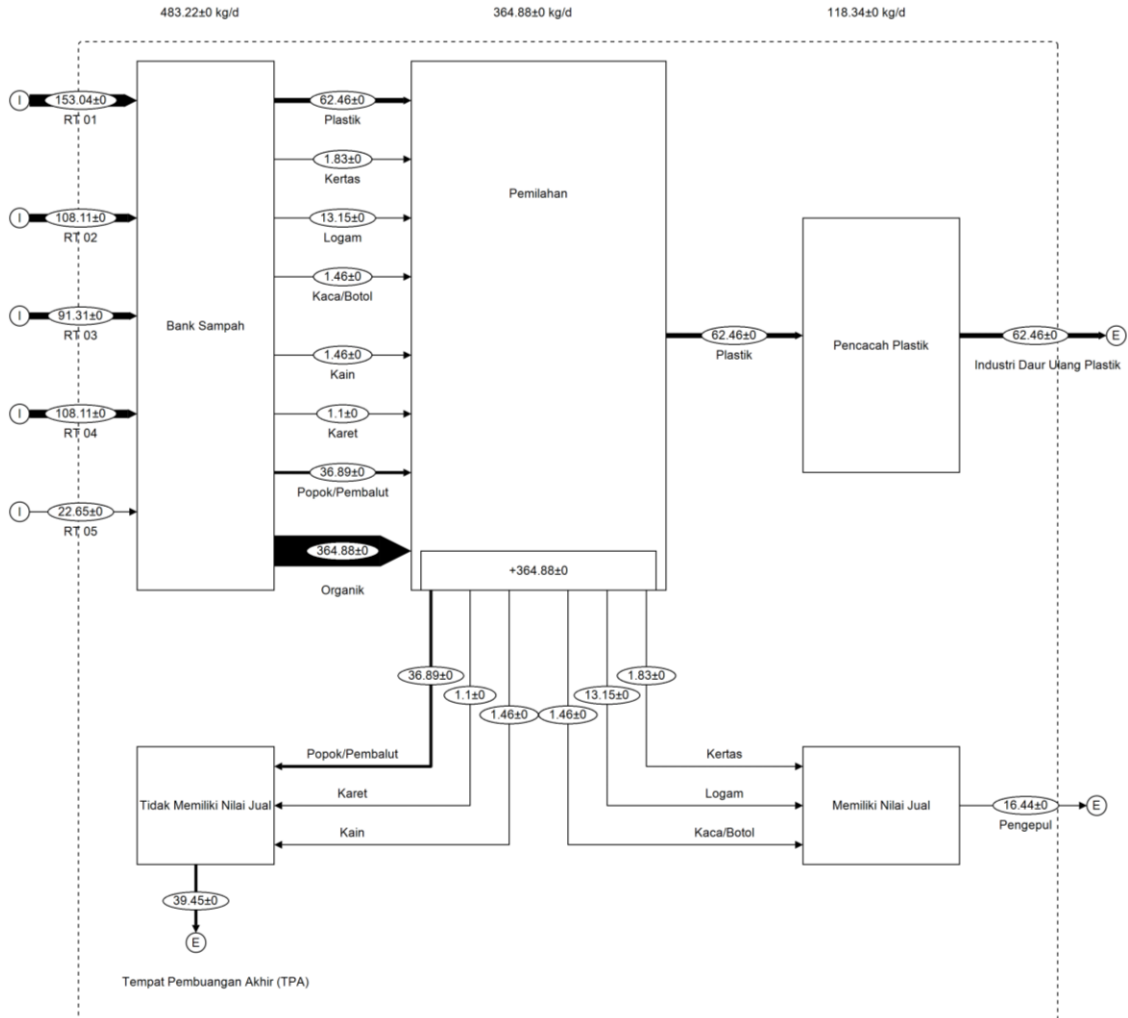 483.22±0 kg/d
364.88±0 kg/d
118.34±0 kg/d
I
153.04±0
RT 01
62.46±0
Plastik
1.83±0
Kertas
Pemilahan
I
108.11±0
RT 02
13.15±0
Logam
1.46±0
Kaca/Botol
I
91.31±0
RT 03
Bank Sampah
62.46±0
Plastik
Pencacah Plastik
62.46±0
E
Industri Daur Ulang Plastik
1.46±0
Kain
I
108.11±0
RT 04
1.1±0
Karet
36.89±0
Popok/Pembalut
I
22.65±0
RT 05
364.88±0
Organik
+364.88±0
36.89±0
1.1±0
1.46±0
1.46±0
13.15±0
1.83±0
Popok/Pembalut
Kertas
Tidak Memiliki Nilai Jual
Karet
Logam
Memiliki Nilai Jual
16.44±0
E
Pengepul
Kain
Kaca/Botol
39.45±0
E
Tempat Pembuangan Akhir (TPA)